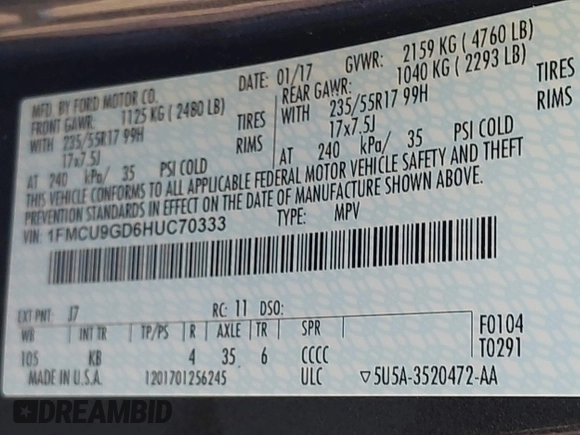 MFD. BY FORD MOTOR CO. DATE: 01/17 GVWR: 2159 KG ( 4760 LB)
FRONT GAWR: 1125 KG ( 2480 LB) REAR GAWR: 1040 KG ( 2293 LB)
WITH 235/55R17 99H TIRES WITH 235/55R17 99H TIRES
17x7.5J RIMS 17x7.5J RIMS
AT 240 kPa/ 35 PSI COLD AT 240 kPa/ 35 PSI COLD
THIS VEHICLE CONFORMS TO ALL APPLICABLE FEDERAL MOTOR VEHICLE SAFETY AND THEFT
PREVENTION STANDARDS IN EFFECT ON THE DATE OF MANUFACTURE SHOWN ABOVE.
VIN: 1FMCU9GD6HUC70333 TYPE: MPV
EXT PNT: J7 RC: 11 DSO:
WB INT TR TP/PS R AXLE TR SPR F0104
105 KB 4 35 6 CCCC T0291
MADE IN U.S.A. 1201701256245 ULC ▽5U5A-3520472-AA
DREAMBID